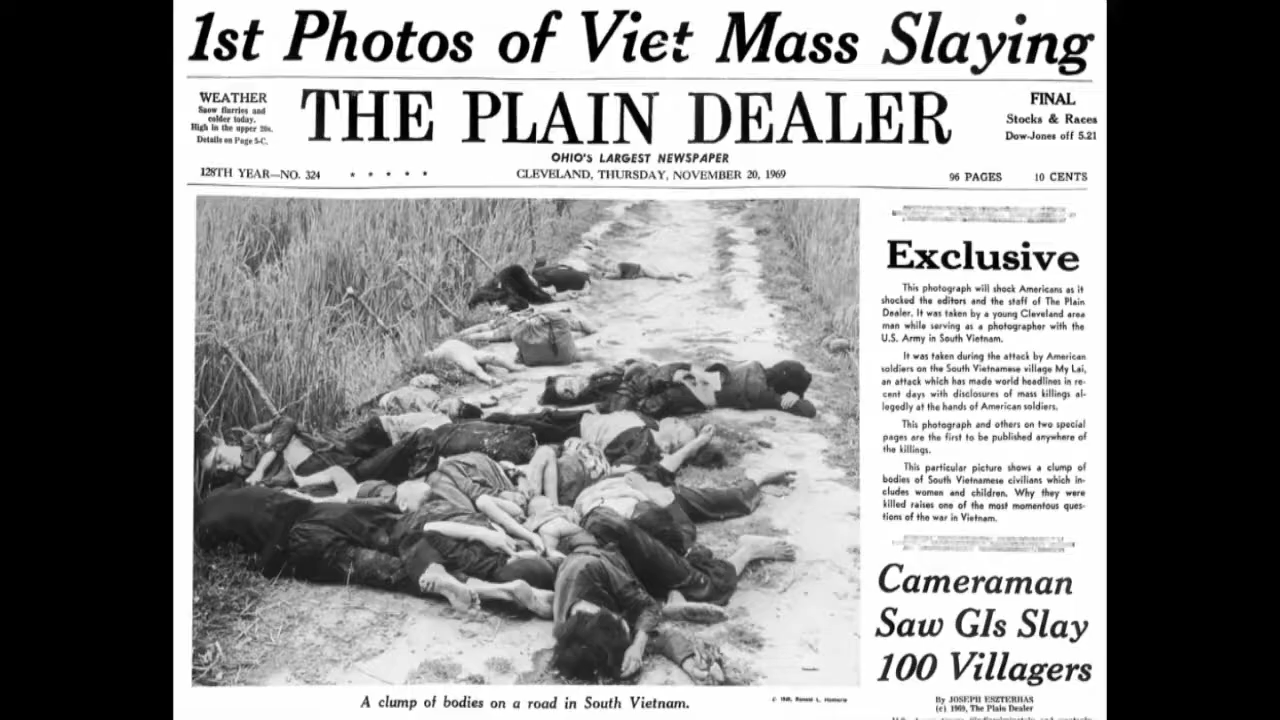 1st Photos of Viet Mass Slaying
WEATHER
Snow flurries and
colder today.
High in the upper 20s.
Details on Page 5-C.
THE PLAIN DEALER
OHIO'S LARGEST NEWSPAPER
FINAL
Stocks & Races
Dow-Jones off 5.21
128TH YEAR—NO. 324 * * * * *
CLEVELAND, THURSDAY, NOVEMBER 20, 1969
96 PAGES 10 CENTS
Exclusive
This photograph will shock Americans as it
shocked the editors and the staff of The Plain
Dealer. It was taken by a young Cleveland area
man while serving as a photographer with the
U.S. Army in South Vietnam.
It was taken during the attack by American
soldiers on the South Vietnamese village My Lai,
an attack which has made world headlines in re-
cent days with disclosures of mass killings al-
legedly at the hands of American soldiers.
This photograph and others on two special
pages are the first to be published anywhere of
the killings.
This particular picture shows a clump of
bodies of South Vietnamese civilians which in-
cludes women and children. Why they were
killed raises one of the most momentous ques-
tions of the war in Vietnam.
Cameraman
Saw GIs Slay
100 Villagers
By JOSEPH ESZTERHAS
(c) 1969, The Plain Dealer
A clump of bodies on a road in South Vietnam.